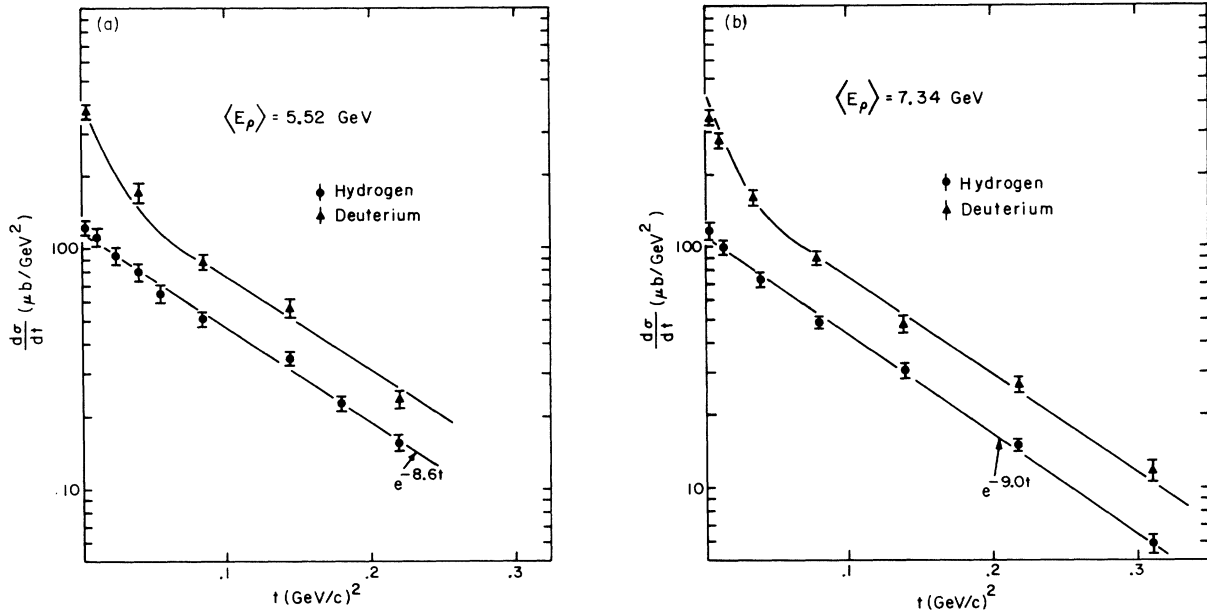 (a)
⟨Eρ⟩ = 5.52 GeV
Hydrogen
Deuterium
100
dσ/dt (μb/GeV²)
.10
e^-8.6t
.1 .2 .3
t (GeV/c)²
(b)
⟨Eρ⟩ = 7.34 GeV
Hydrogen
Deuterium
100
dσ/dt (μb/GeV²)
10
e^-9.0t
.1 .2 .3
t (GeV/c)²